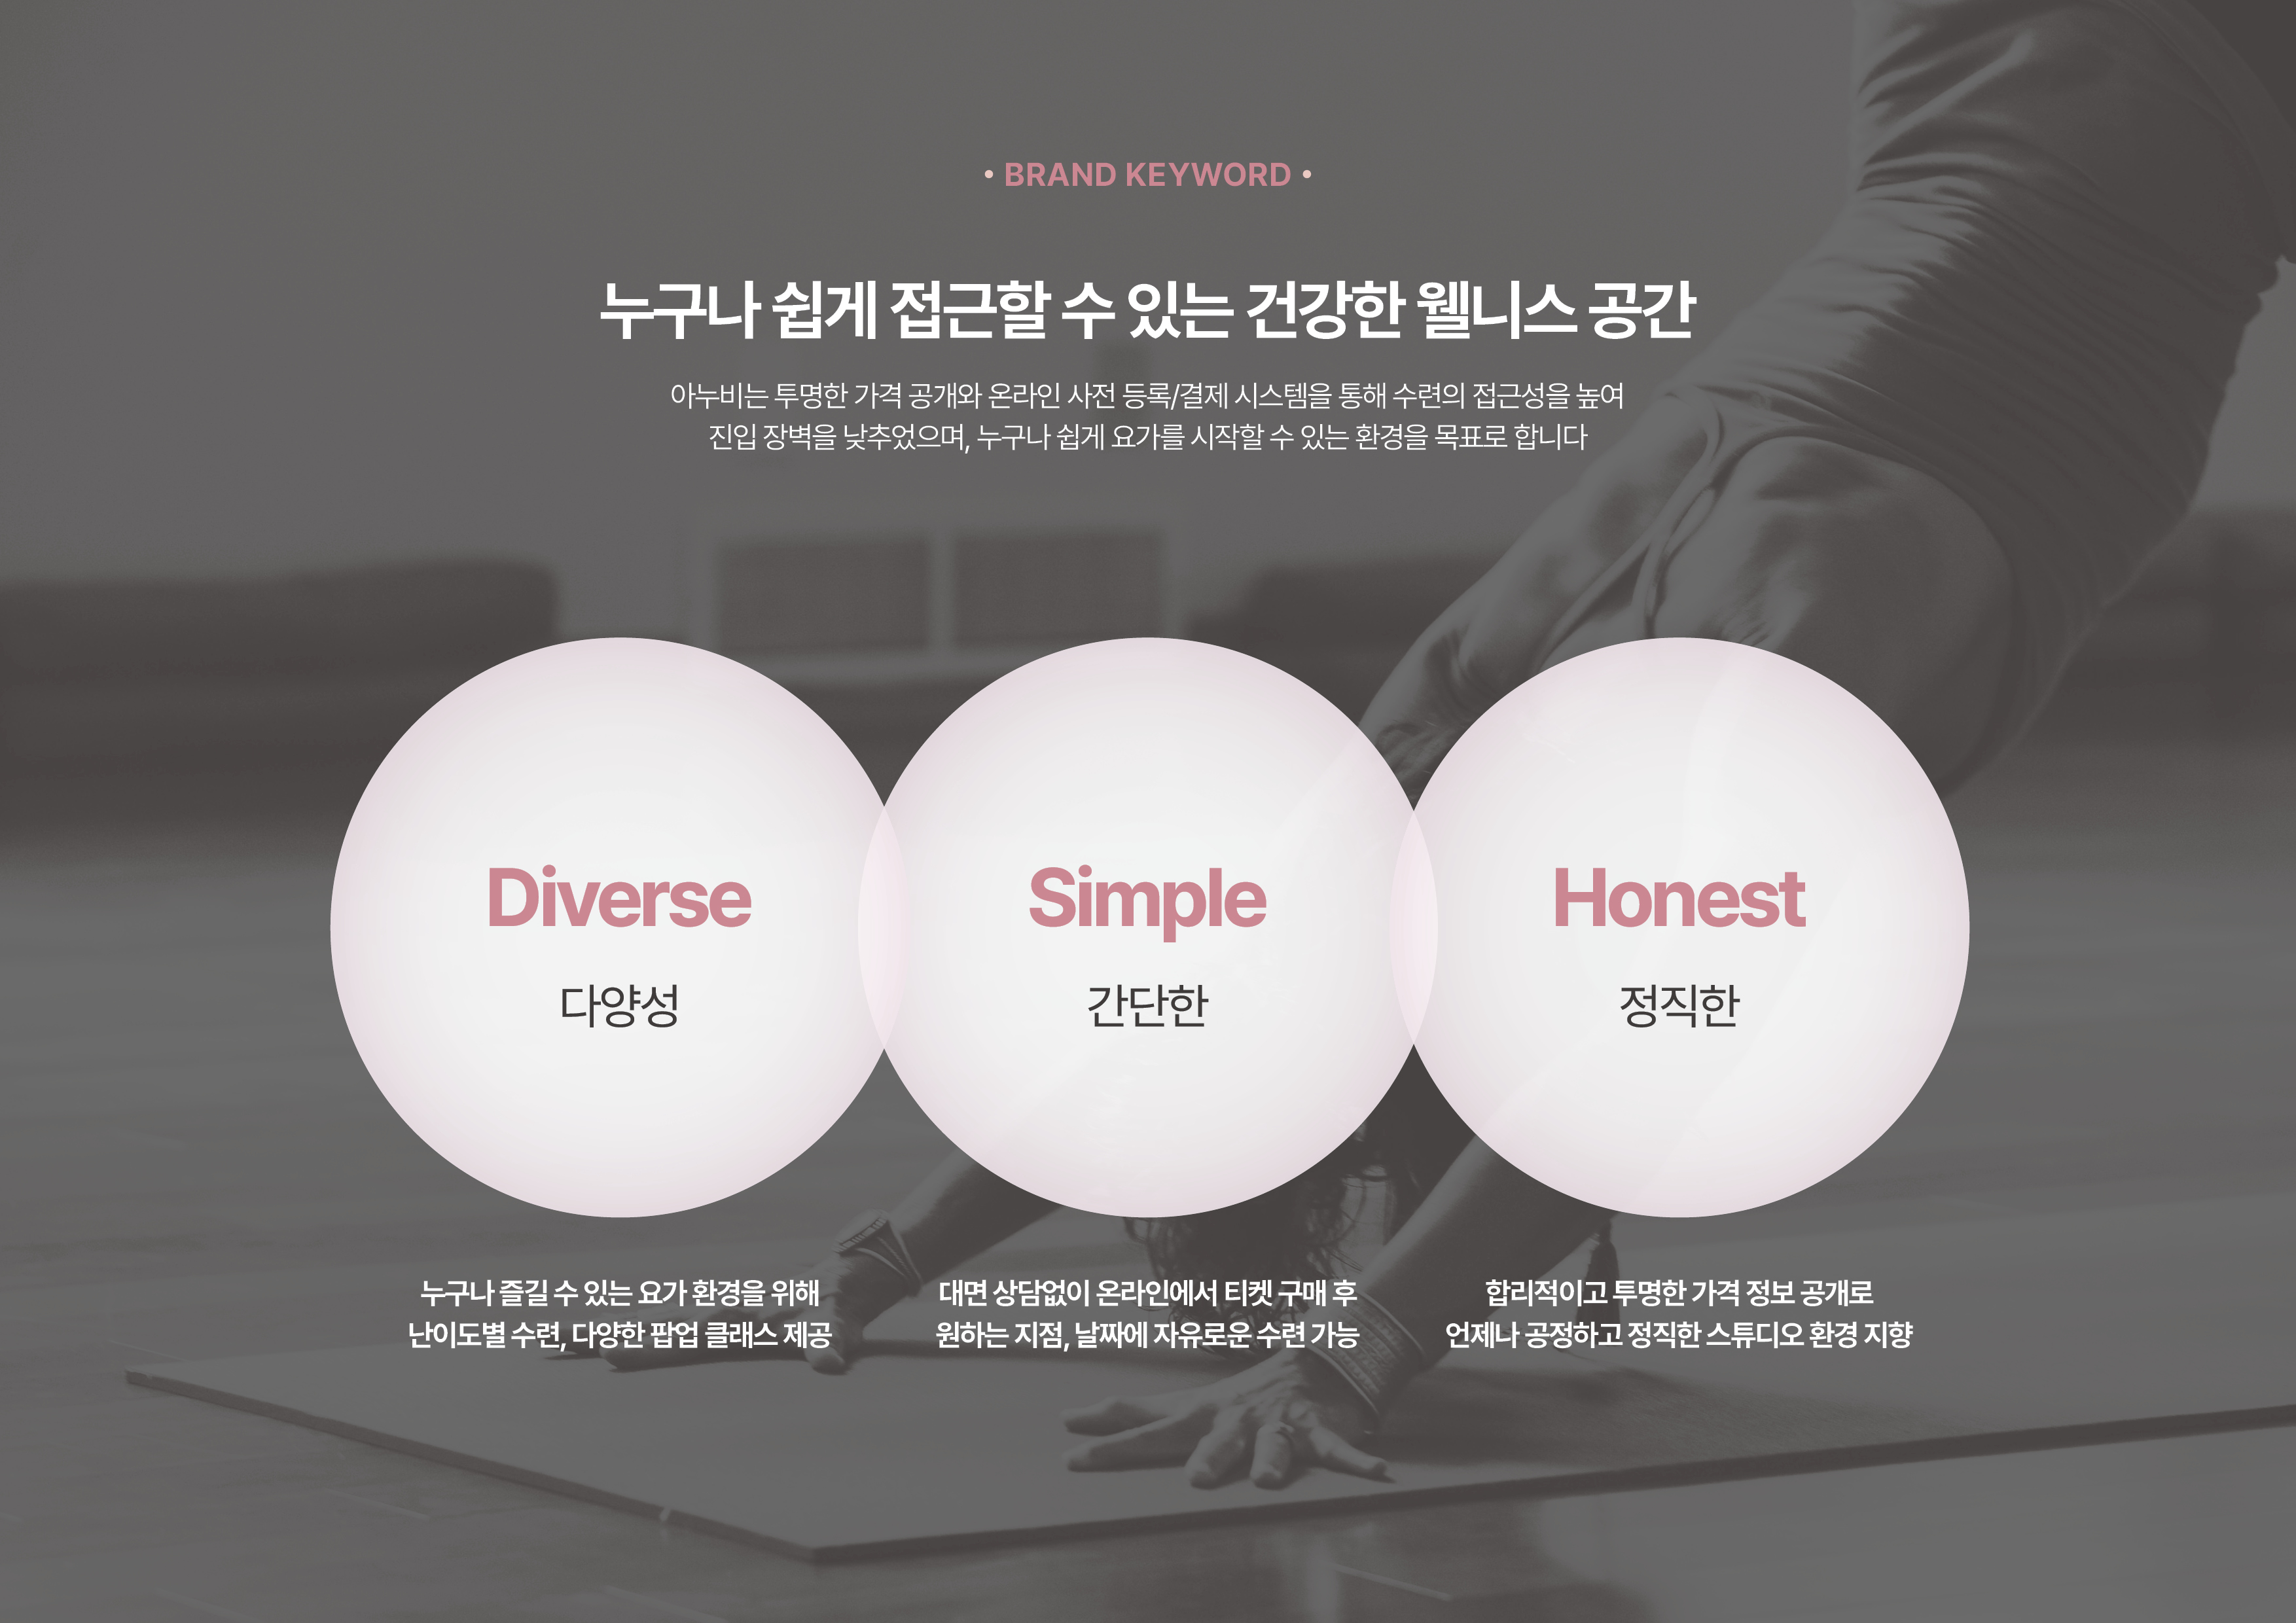 • BRAND KEYWORD •
누구나 쉽게 접근할 수 있는 건강한 웰니스 공간
아누비는 투명한 가격 공개와 온라인 사전 등록/결제 시스템을 통해 수련의 접근성을 높여
진입 장벽을 낮추었으며, 누구나 쉽게 요가를 시작할 수 있는 환경을 목표로 합니다
Diverse
다양성
누구나 즐길 수 있는 요가 환경을 위해
난이도별 수련, 다양한 팝업 클래스 제공
Simple
간단한
대면 상담없이 온라인에서 티켓 구매 후
원하는 지점, 날짜에 자유로운 수련 가능
Honest
정직한
합리적이고 투명한 가격 정보 공개로
언제나 공정하고 정직한 스튜디오 환경 지향